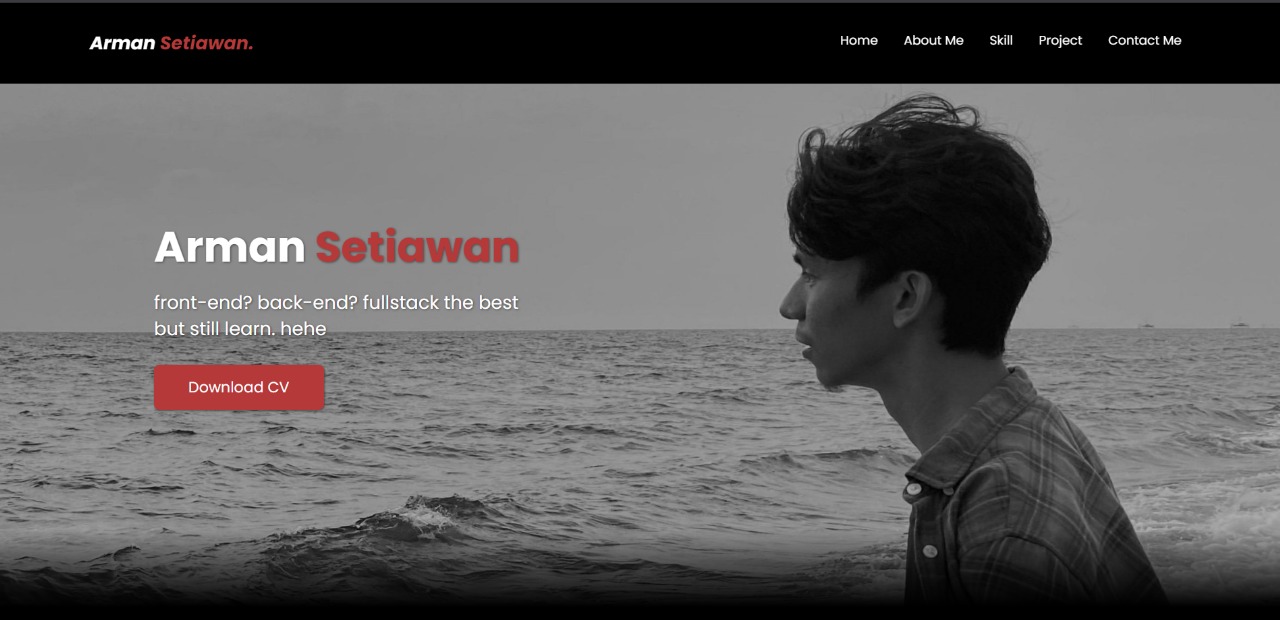 Arman Setiawan.
Home About Me Skill Project Contact Me
Arman Setiawan
front-end? back-end? fullstack the best
but still learn. hehe
Download CV